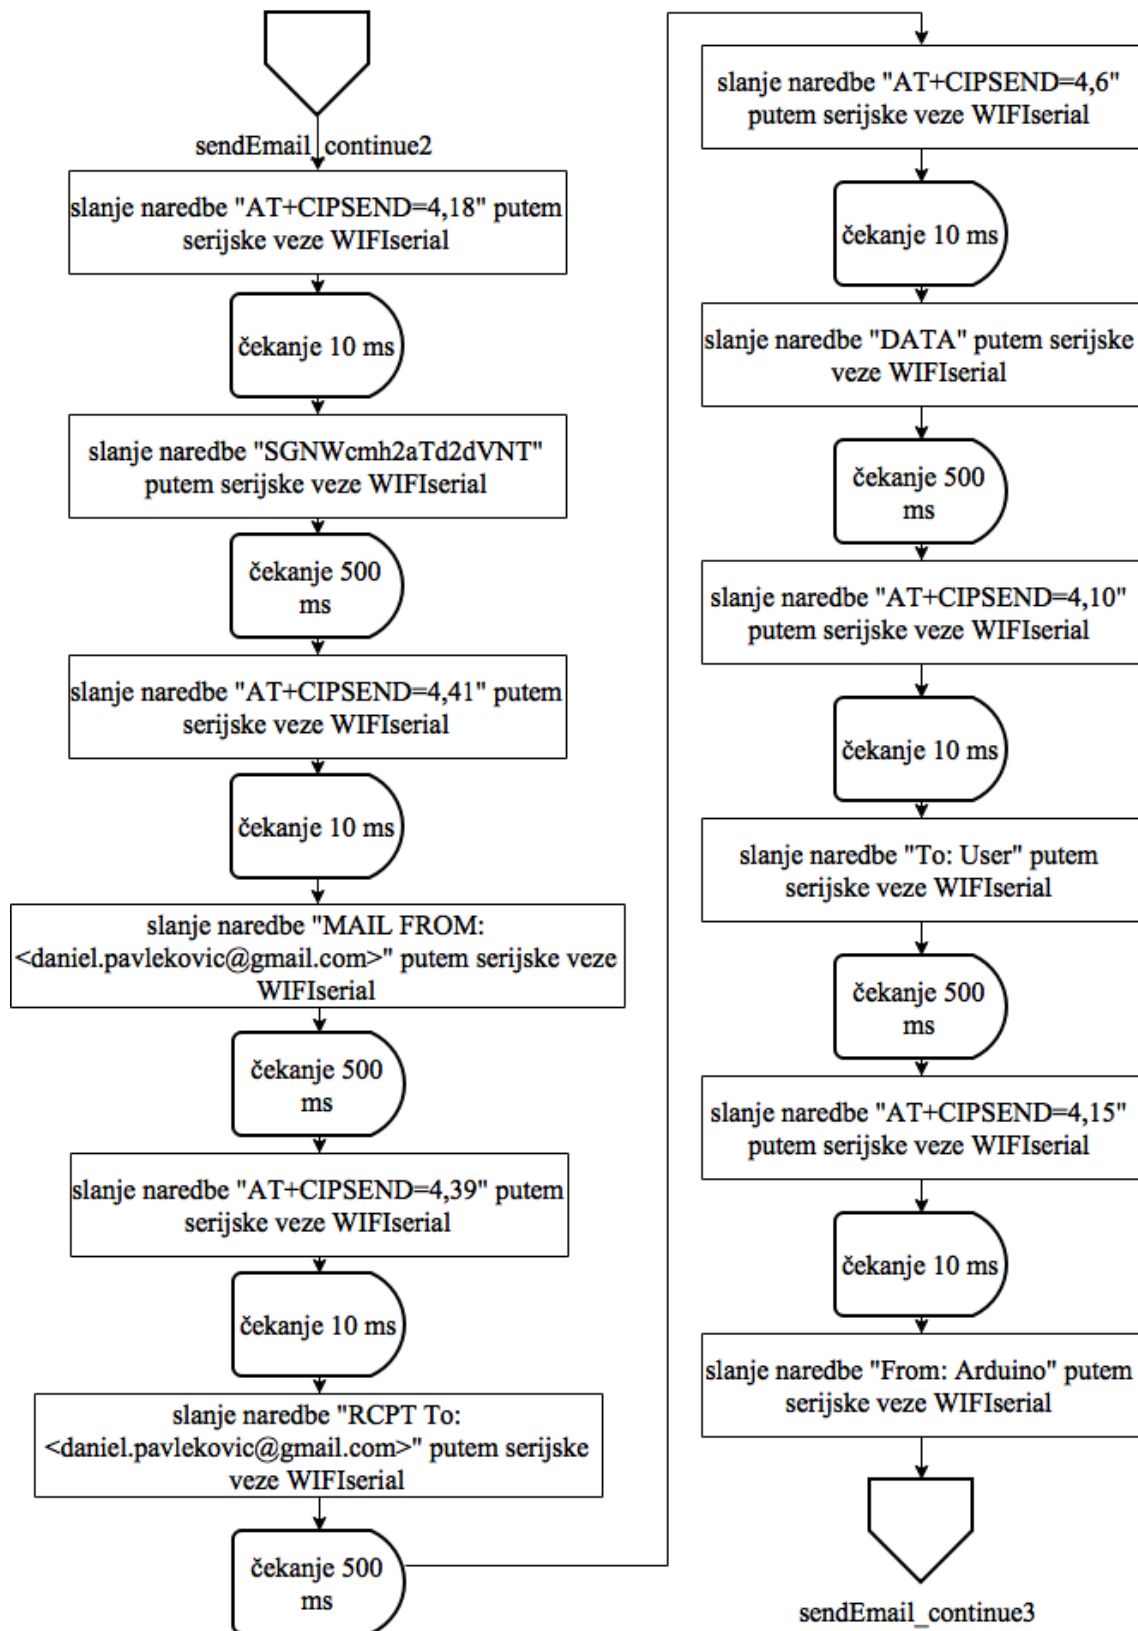 sendEmail_continue2
slanje naredbe "AT+CIPSEND=4,18" putem
serijske veze WIFIserial
čekanje 10 ms
slanje naredbe "SGNWcmh2aTd2dVNT"
putem serijske veze WIFIserial
čekanje 500
ms
slanje naredbe "AT+CIPSEND=4,41" putem
serijske veze WIFIserial
čekanje 10 ms
slanje naredbe "MAIL FROM:
<daniel.pavlekovic@gmail.com>" putem serijske veze
WIFIserial
čekanje 500
ms
slanje naredbe "AT+CIPSEND=4,39" putem
serijske veze WIFIserial
čekanje 10 ms
slanje naredbe "RCPT To:
<daniel.pavlekovic@gmail.com>" putem serijske
veze WIFIserial
čekanje 500
ms
slanje naredbe "AT+CIPSEND=4,6"
putem serijske veze WIFIserial
čekanje 10 ms
slanje naredbe "DATA" putem serijske
veze WIFIserial
čekanje 500
ms
slanje naredbe "AT+CIPSEND=4,10"
putem serijske veze WIFIserial
čekanje 10 ms
slanje naredbe "To: User" putem
serijske veze WIFIserial
čekanje 500
ms
slanje naredbe "AT+CIPSEND=4,15"
putem serijske veze WIFIserial
čekanje 10 ms
slanje naredbe "From: Arduino" putem
serijske veze WIFIserial
sendEmail_continue3